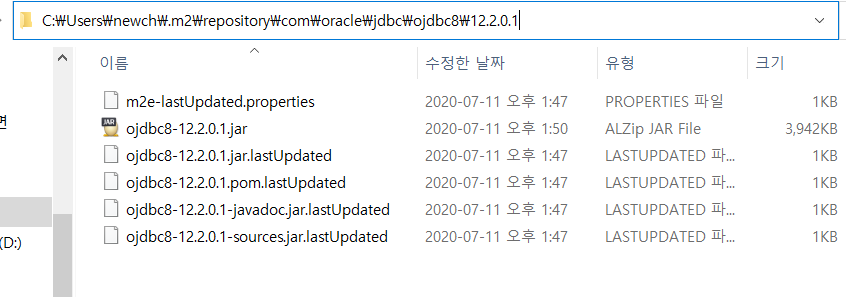 C:₩Users₩newch₩.m2₩repository₩com₩oracle₩jdbc₩ojdbc8₩12.2.0.1
이름 수정한 날짜 유형 크기
m2e-lastUpdated.properties 2020-07-11 오후 1:47 PROPERTIES 파일 1KB
ojdbc8-12.2.0.1.jar 2020-07-11 오후 1:50 ALZip JAR File 3,942KB
면 ojdbc8-12.2.0.1.jar.lastUpdated 2020-07-11 오후 1:47 LASTUPDATED 파... 1KB
ojdbc8-12.2.0.1.pom.lastUpdated 2020-07-11 오후 1:47 LASTUPDATED 파... 1KB
ojdbc8-12.2.0.1-javadoc.jar.lastUpdated 2020-07-11 오후 1:47 LASTUPDATED 파... 1KB
(D:) ojdbc8-12.2.0.1-sources.jar.lastUpdated 2020-07-11 오후 1:47 LASTUPDATED 파... 1KB